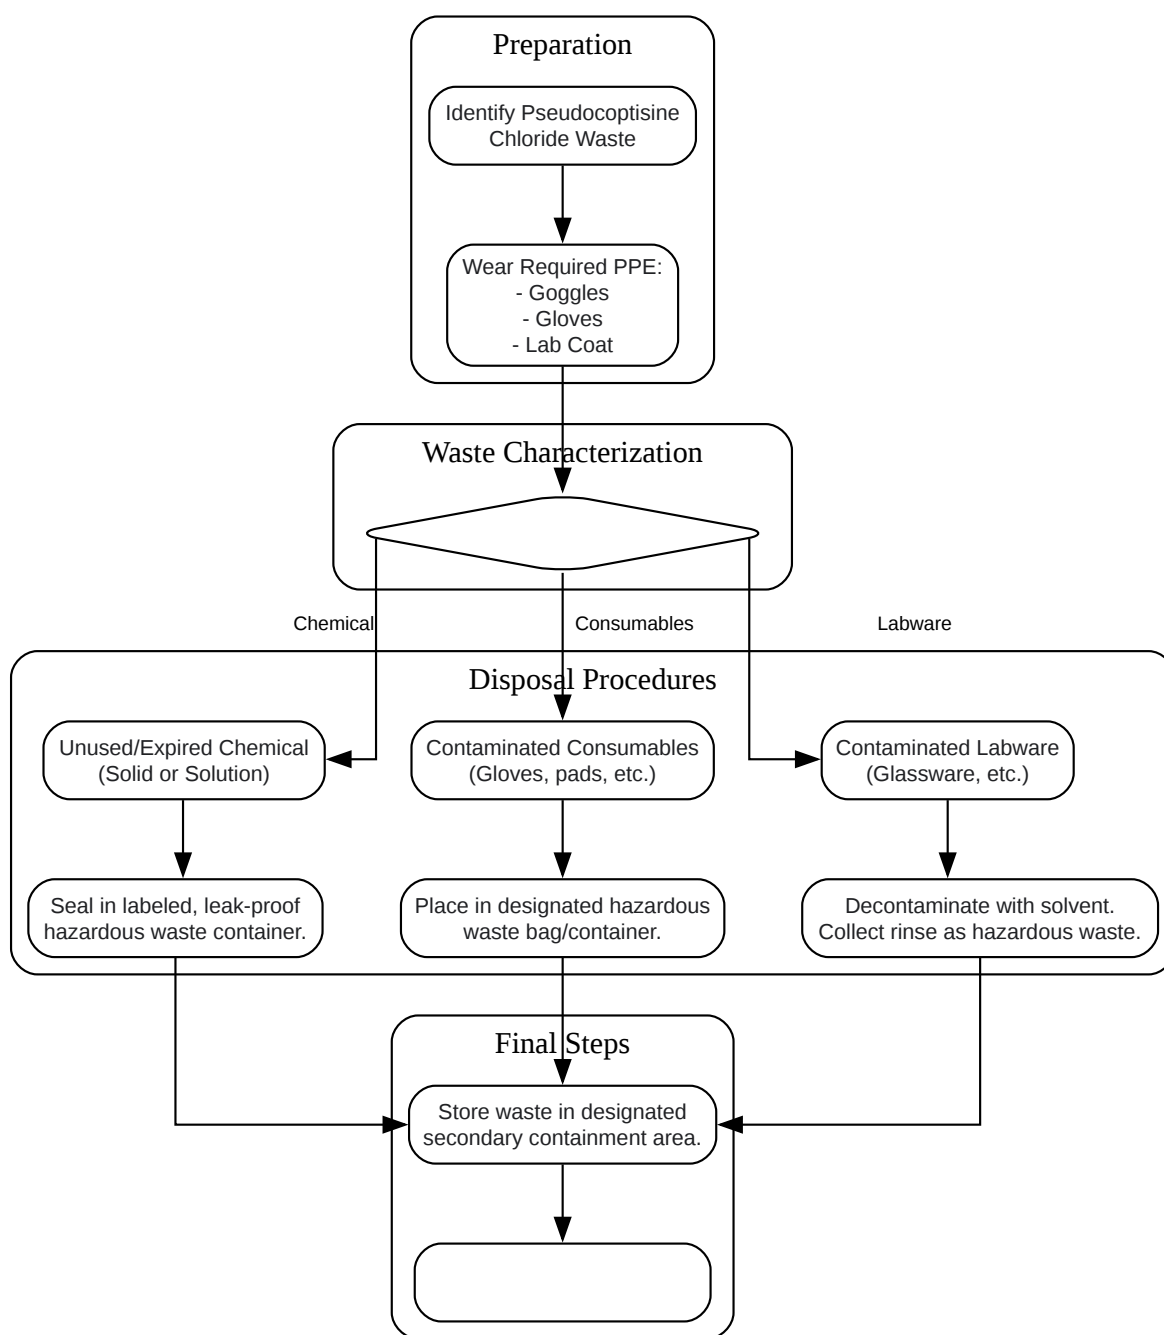 Preparation
Identify Pseudocoptisine
Chloride Waste
Wear Required PPE:
- Goggles
- Gloves
- Lab Coat
Waste Characterization
Chemical
Consumables
Labware
Disposal Procedures
Unused/Expired Chemical
(Solid or Solution)
Contaminated Consumables
(Gloves, pads, etc.)
Contaminated Labware
(Glassware, etc.)
Seal in labeled, leak-proof
hazardous waste container.
Place in designated hazardous
waste bag/container.
Decontaminate with solvent.
Collect rinse as hazardous waste.
Final Steps
Store waste in designated
secondary containment area.